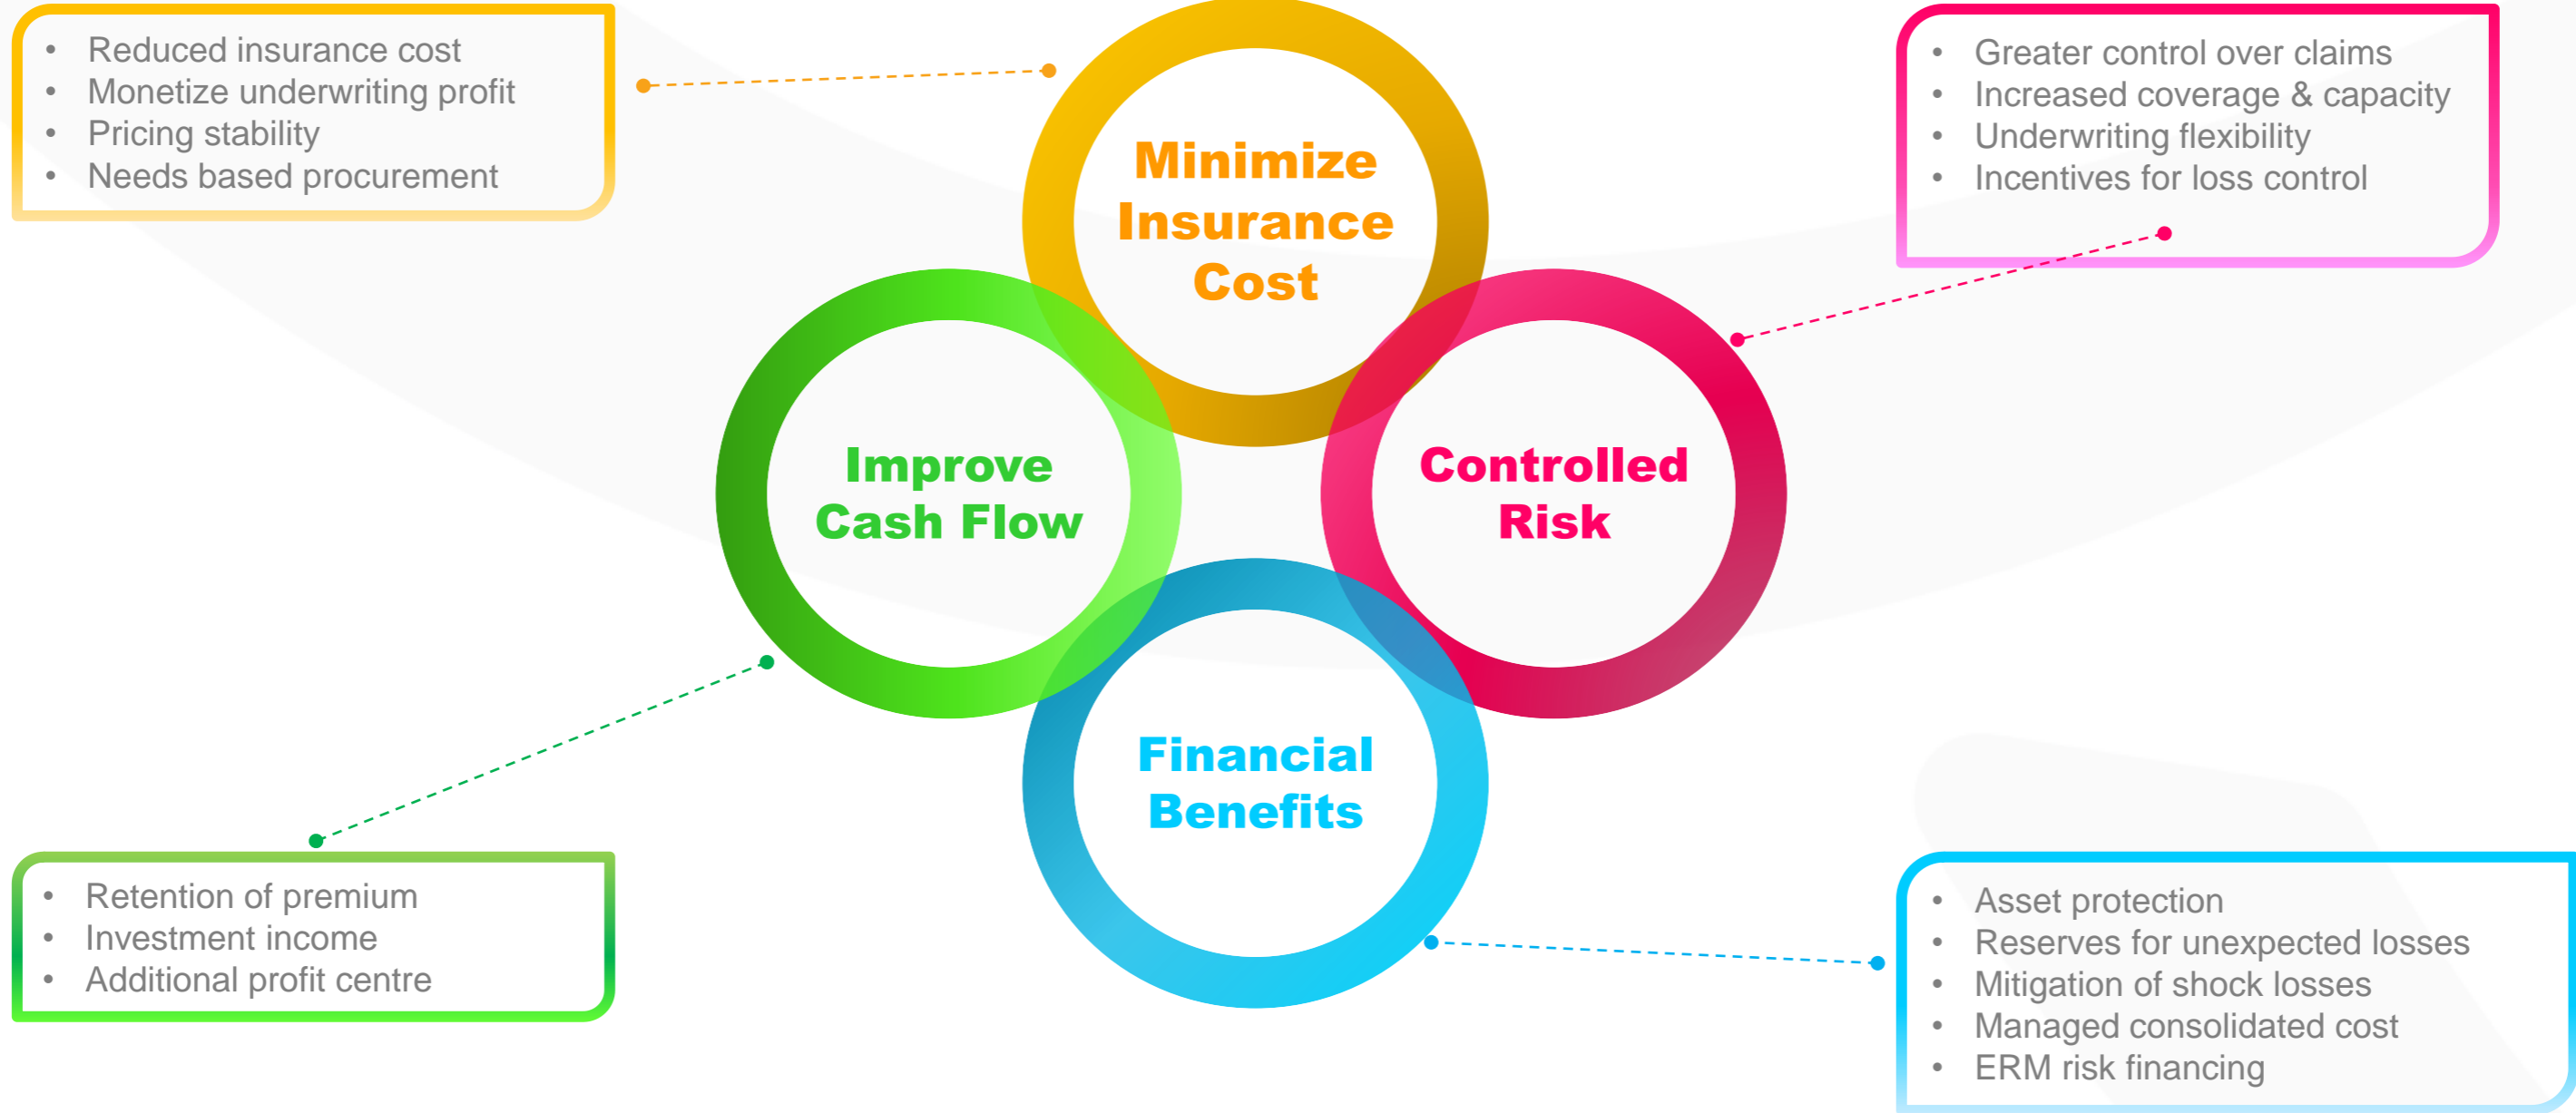 • Reduced insurance cost
• Monetize underwriting profit
• Pricing stability
• Needs based procurement
Minimize
Insurance
Cost
• Greater control over claims
• Increased coverage & capacity
• Underwriting flexibility
• Incentives for loss control
Improve
Cash Flow
Controlled
Risk
Financial
Benefits
• Retention of premium
• Investment income
• Additional profit centre
• Asset protection
• Reserves for unexpected losses
• Mitigation of shock losses
• Managed consolidated cost
• ERM risk financing